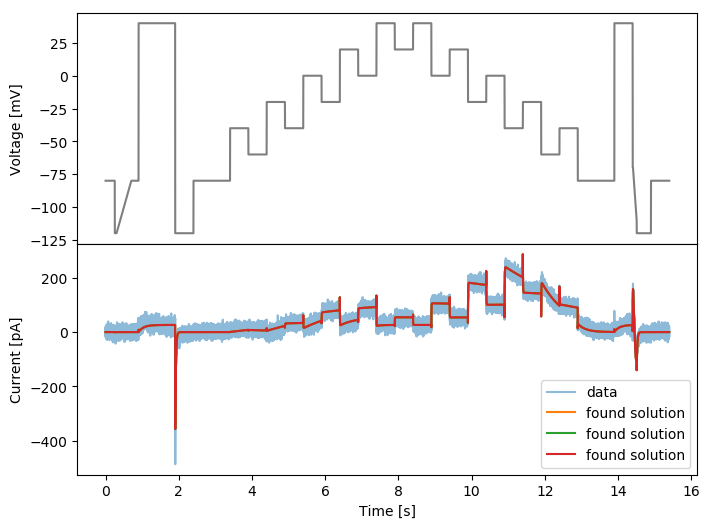 Voltage [mV]
25
0
−25
−50
−75
−100
−125
Current [pA]
200
0
−200
−400
data
found solution
found solution
found solution
0
2
4
6
8
10
12
14
16
Time [s]